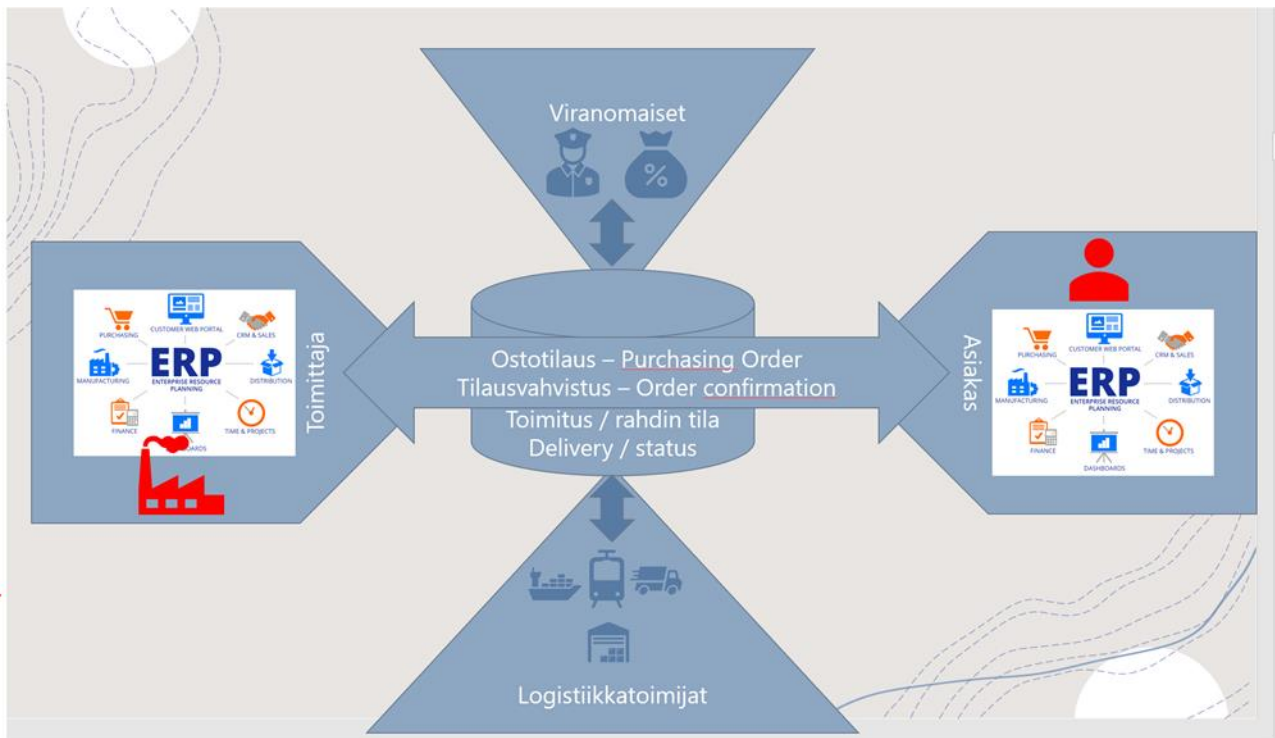 Viranomaiset
%
Toimittaja
PURCHASING
CUSTOMER WEB PORTAL
CRM & SALES
MANUFACTURING
ERP
ENTERPRISE RESOURCE
PLANNING
DISTRIBUTION
FINANCE
OARDS
TIME & PROJECTS
Ostotilaus – Purchasing Order
Tilausvahvistus – Order confirmation
Toimitus / rahdin tila
Delivery / status
Asiakas
PURCHASING
CUSTOMER WEB PORTAL
CRM & SALES
MANUFACTURING
ERP
ENTERPRISE RESOURCE
PLANNING
DISTRIBUTION
FINANCE
DASHBOARDS
TIME & PROJECTS
Logistiikkatoimijat